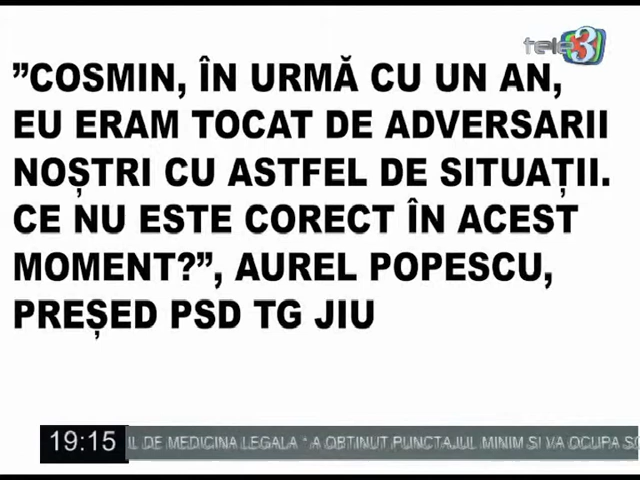 tele3
”COSMIN, ÎN URMĂ CU UN AN,
EU ERAM TOCAT DE ADVERSARII
NOȘTRI CU ASTFEL DE SITUAȚII.
CE NU ESTE CORECT ÎN ACEST
MOMENT?”, AUREL POPESCU,
PREȘED PSD TG JIU
19:15 IL DE MEDICINA LEGALA * A OBTINUT PUNCTAJUL MINIM SI VA OCUPA